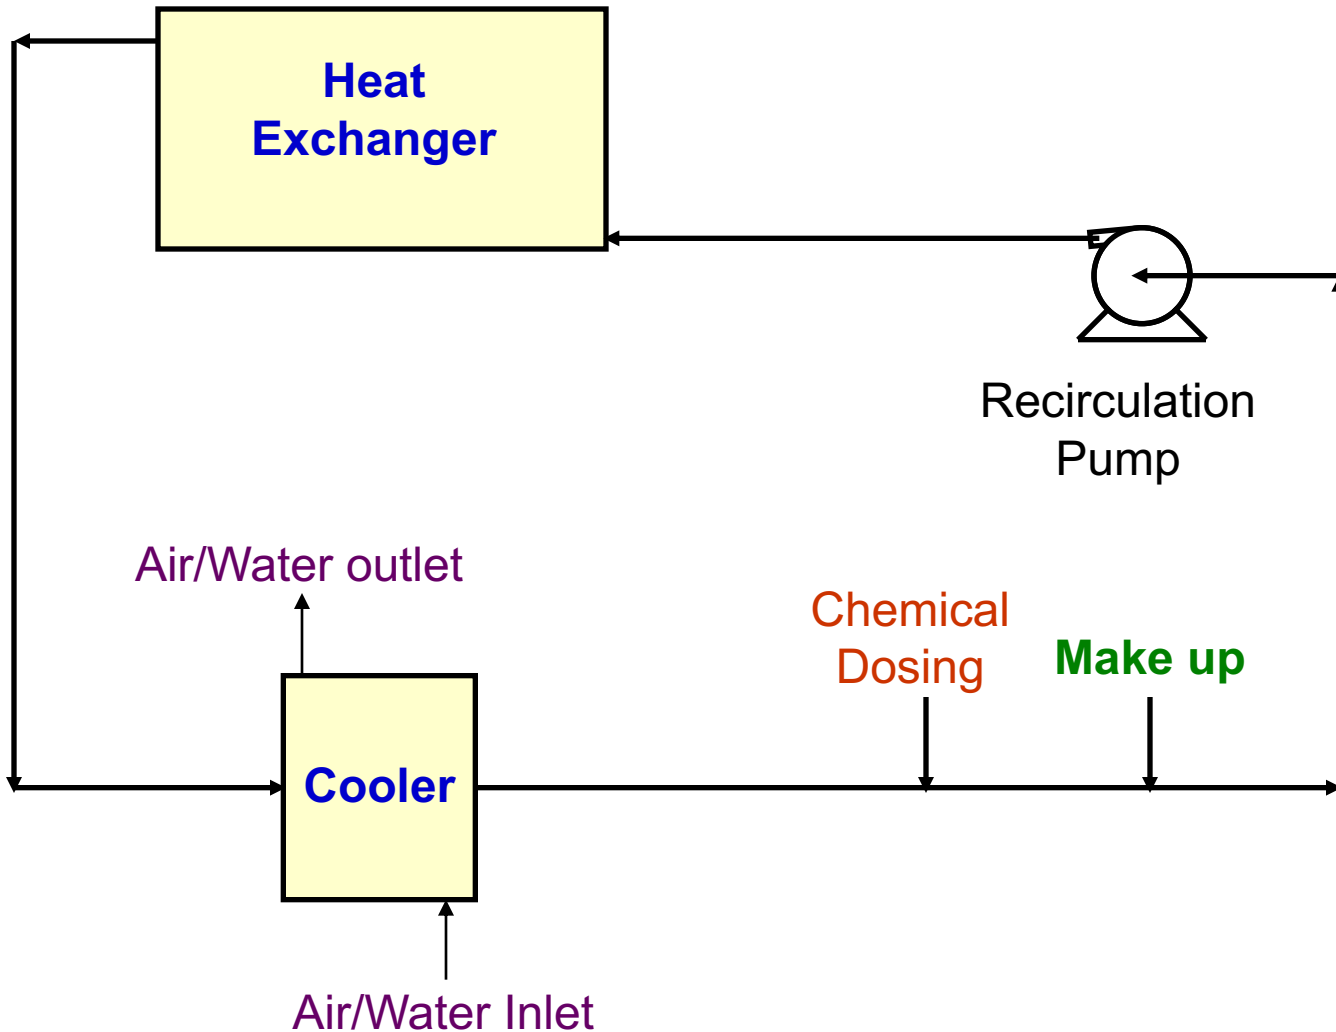 Heat
Exchanger
Recirculation
Pump
Air/Water outlet
Chemical
Dosing
Make up
Cooler
Air/Water Inlet